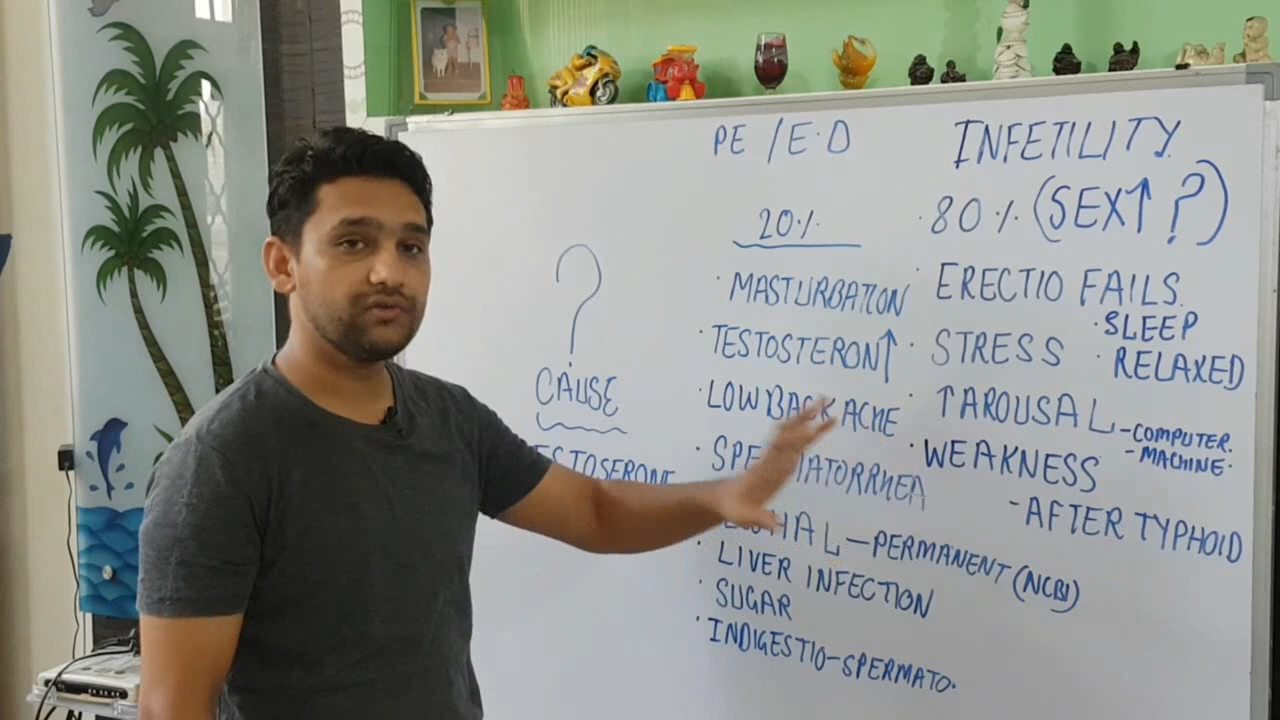 PE / E.D
20%
MASTURBATION
TESTOSTERON↑
LOW BACK ACHE
PERMANENT (NCBI)
LIVER INFECTION
SUGAR
INDIGESTIO-SPERMATO.
INFETILITY
80% (SEX↑ ?)
ERECTIO FAILS
STRESS
SLEEP
RELAXED
↑AROUSAL
-COMPUTER.
-MACHINE.
WEAKNESS
-AFTER TYPHOID
?
CAUSE